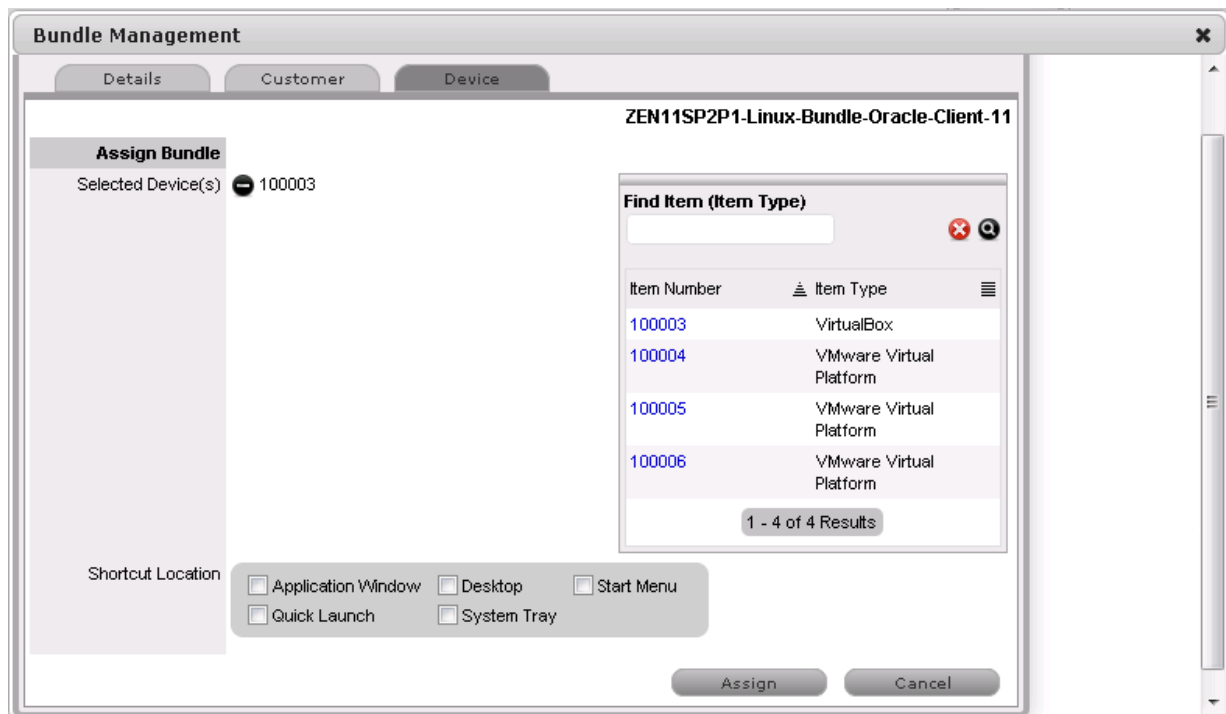 Bundle Management
Details Customer Device
ZEN11SP2P1-Linux-Bundle-Oracle-Client-11
Assign Bundle
Selected Device(s) 100003
Find Item (Item Type)
Item Number Item Type
100003 VirtualBox
100004 VMware Virtual
Platform
100005 VMware Virtual
Platform
100006 VMware Virtual
Platform
1 - 4 of 4 Results
Shortcut Location
Application Window Desktop Start Menu
Quick Launch System Tray
Assign Cancel